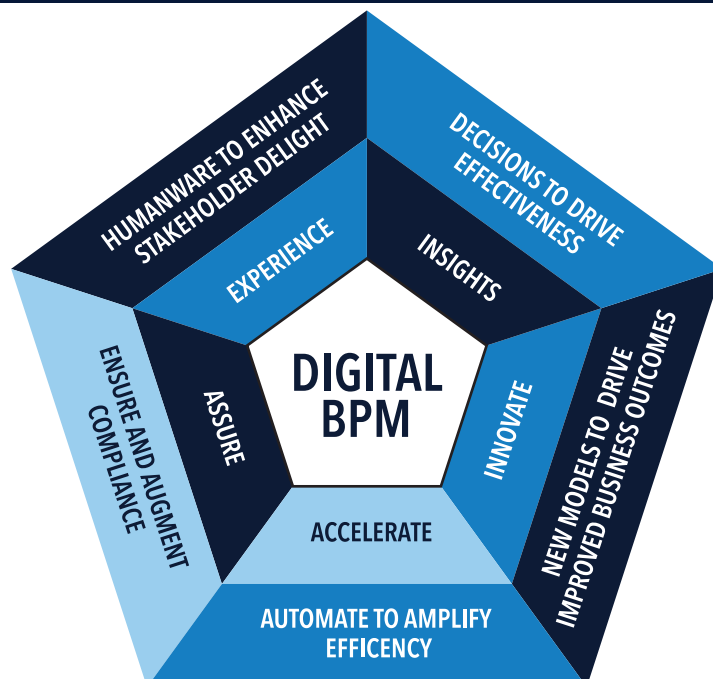 HUMANWARE TO ENHANCE
STAKEHOLDER DELIGHT
DECISIONS TO DRIVE
EFFECTIVENESS
EXPERIENCE
INSIGHTS
DIGITAL
BPM
ENSURE AND AUGMENT
COMPLIANCE
ASSURE
INNOVATE
NEW MODELS TO DRIVE
IMPROVED BUSINESS OUTCOMES
ACCELERATE
AUTOMATE TO AMPLIFY
EFFICENCY